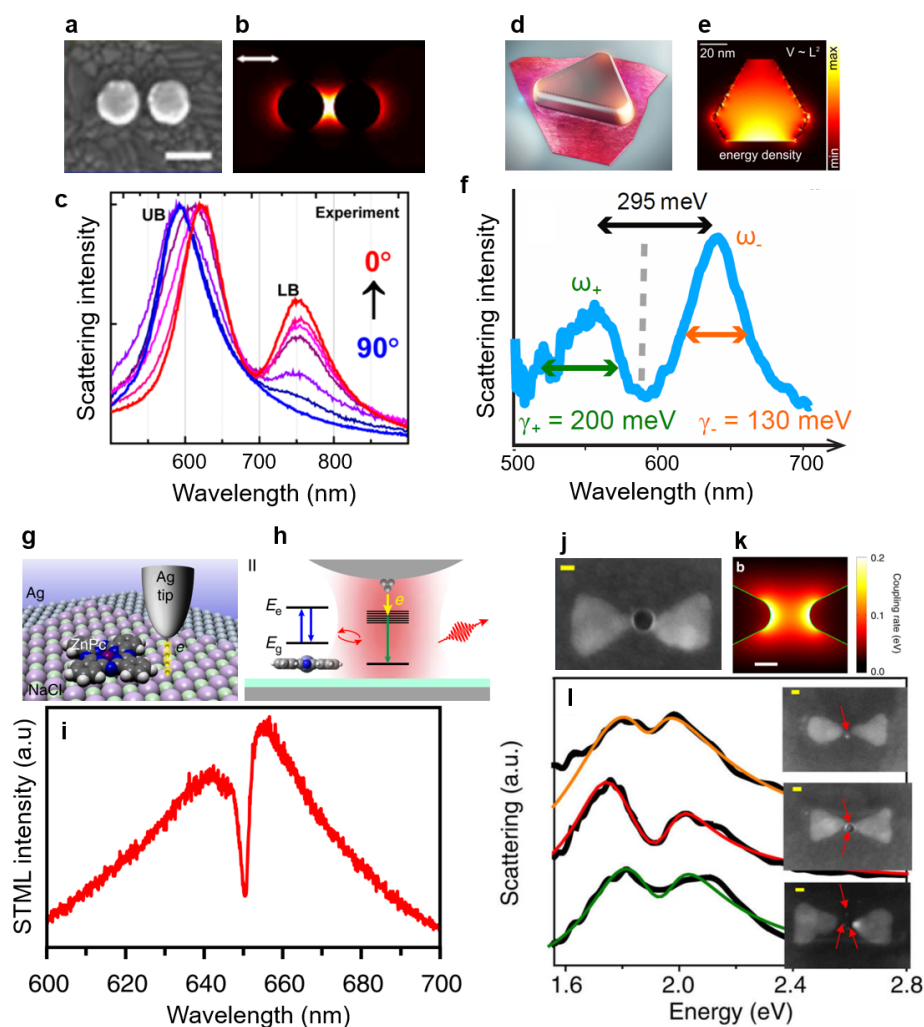 a
b
c
Scattering intensity
UB
LB
Experiment
0°
90°
600
700
800
Wavelength (nm)
d
e
20 nm
V ~ L²
max
min
energy density
f
Scattering intensity
295 meV
ω₊
ω₋
γ₊ = 200 meV
γ₋ = 130 meV
500
600
700
Wavelength (nm)
g
Ag
Ag
tip
ZnPc
e
NaCl
h
II
Eₑ
E_g
e
i
STML intensity (a.u)
600
620
640
660
680
700
Wavelength (nm)
j
k
b
0.2
0.1
0.0
Coupling rate (eV)
l
Scattering (a.u.)
1.6
2.0
2.4
2.8
Energy (eV)